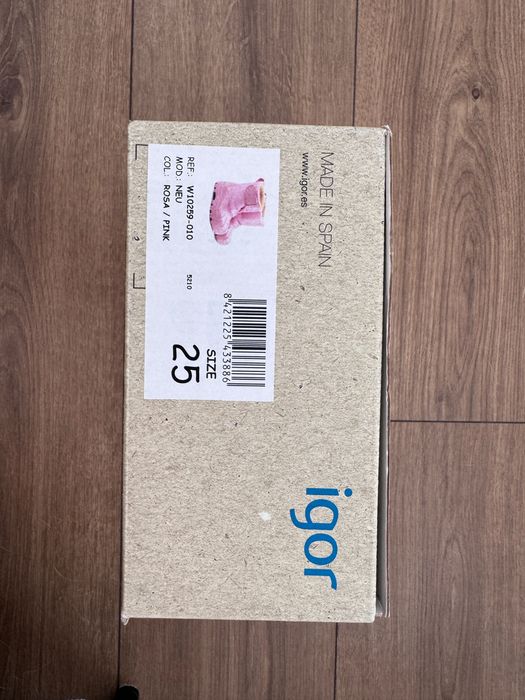 MADE IN SPAIN
www.igor.es
REF.: W10259-010
MOD.: NEU
COL.: ROSA / PINK
5210
8 421225 433886
SIZE
25
igor